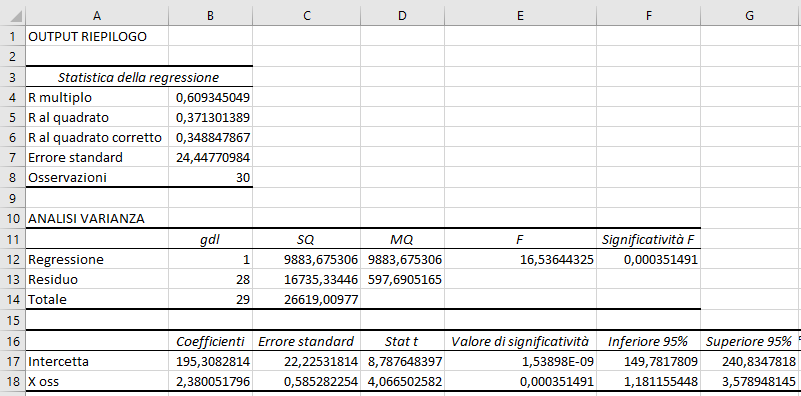 A B C D E F G
1 OUTPUT RIEPILOGO
2
3 Statistica della regressione
4 R multiplo 0,609345049
5 R al quadrato 0,371301389
6 R al quadrato corretto 0,348847867
7 Errore standard 24,44770984
8 Osservazioni 30
9
10 ANALISI VARIANZA
11 gdl SQ MQ F Significatività F
12 Regressione 1 9883,675306 9883,675306 16,53644325 0,000351491
13 Residuo 28 16735,33446 597,6905165
14 Totale 29 26619,00977
15
16 Coefficienti Errore standard Stat t Valore di significatività Inferiore 95% Superiore 95%
17 Intercetta 195,3082814 22,22531814 8,787648397 1,53898E-09 149,7817809 240,8347818
18 X oss 2,380051796 0,585282254 4,066502582 0,000351491 1,181155448 3,578948145